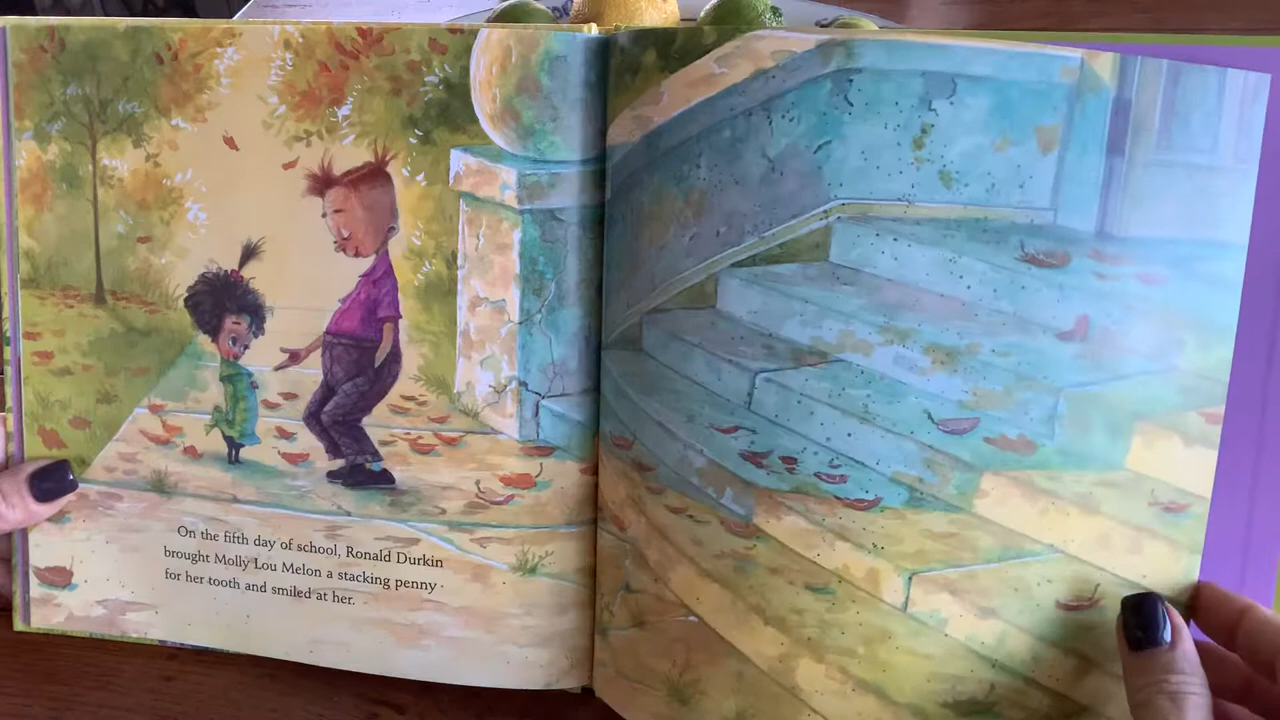 On the fifth day of school, Ronald Durkin
brought Molly Lou Melon a stacking penny
for her tooth and smiled at her.